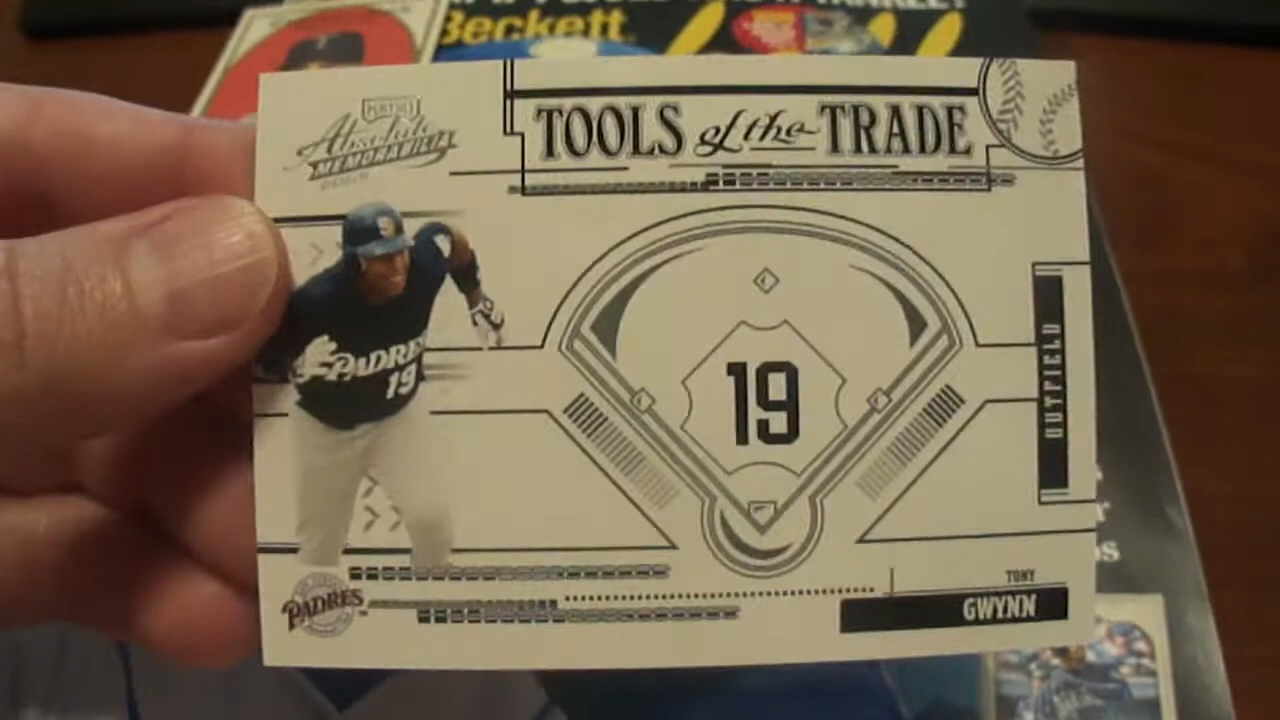 Beckett
PLAYOFF
Absolute
MEMORABILIA
TOOLS of the TRADE
PADRES
19
19
OUTFIELD
PADRES
TONY
GWYNN